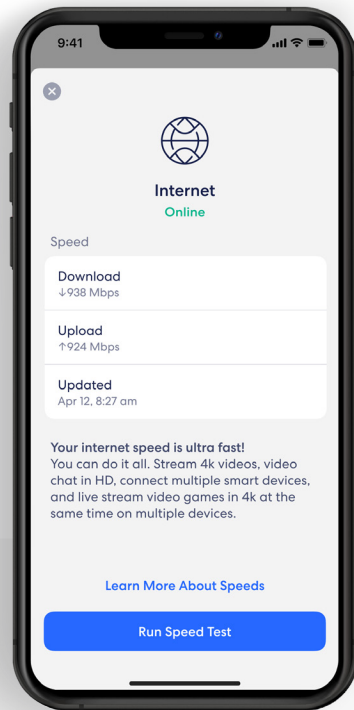 9:41
Internet
Online
Speed
Download
↓938 Mbps
Upload
↑924 Mbps
Updated
Apr 12, 8:27 am
Your internet speed is ultra fast!
You can do it all. Stream 4k videos, video
chat in HD, connect multiple smart devices,
and live stream video games in 4k at the
same time on multiple devices.
Learn More About Speeds
Run Speed Test